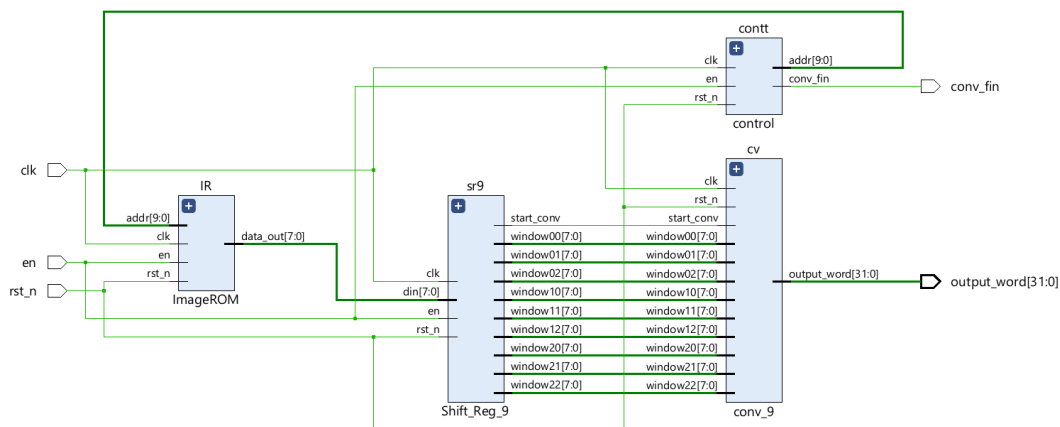 contt
clk
en
rst_n
addr[9:0]
conv_fin
control
conv_fin
clk
en
rst_n
IR
addr[9:0]
clk
en
rst_n
data_out[7:0]
ImageROM
sr9
clk
din[7:0]
en
rst_n
start_conv
window00[7:0]
window01[7:0]
window02[7:0]
window10[7:0]
window11[7:0]
window12[7:0]
window20[7:0]
window21[7:0]
window22[7:0]
Shift_Reg_9
cv
clk
rst_n
start_conv
window00[7:0]
window01[7:0]
window02[7:0]
window10[7:0]
window11[7:0]
window12[7:0]
window20[7:0]
window21[7:0]
window22[7:0]
output_word[31:0]
conv_9
output_word[31:0]